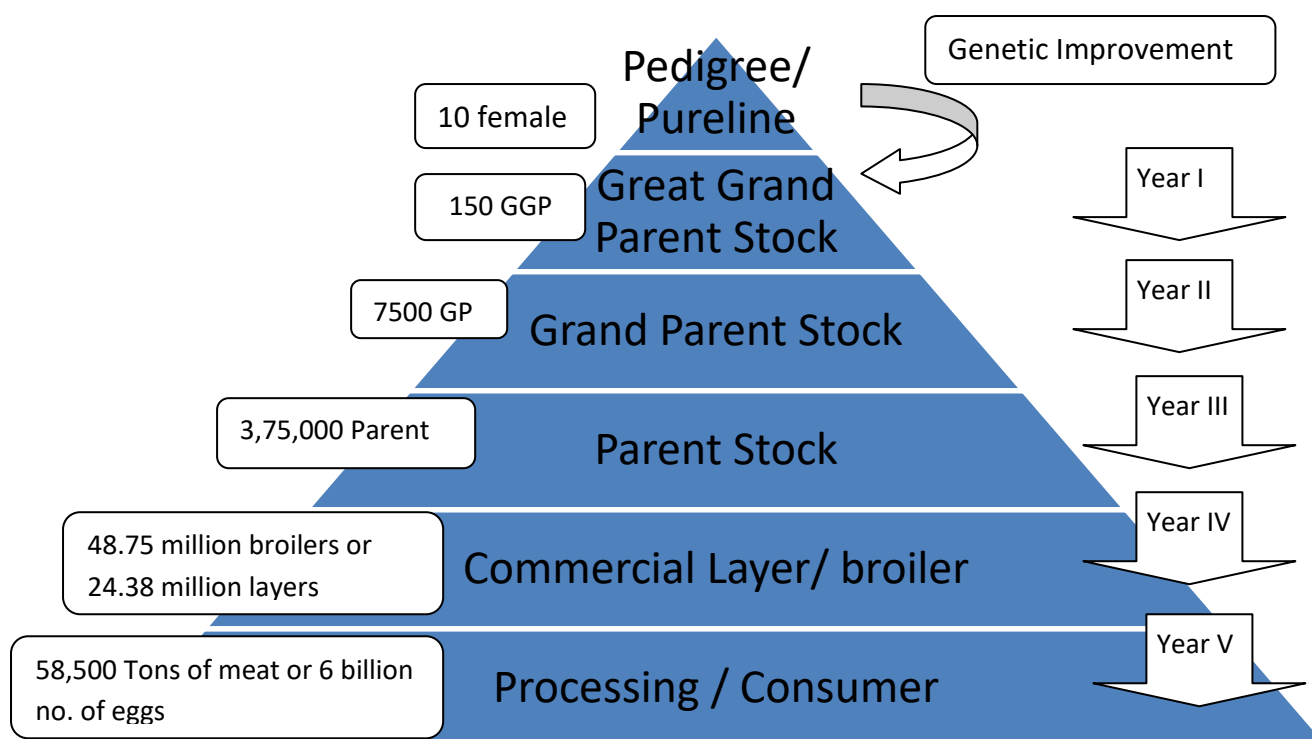 Pedigree/
Pureline
Genetic Improvement
10 female
Great Grand
Parent Stock
150 GGP
Year I
Grand Parent Stock
7500 GP
Year II
Parent Stock
3,75,000 Parent
Year III
Commercial Layer/ broiler
48.75 million broilers or
24.38 million layers
Year IV
Processing / Consumer
58,500 Tons of meat or 6 billion
no. of eggs
Year V